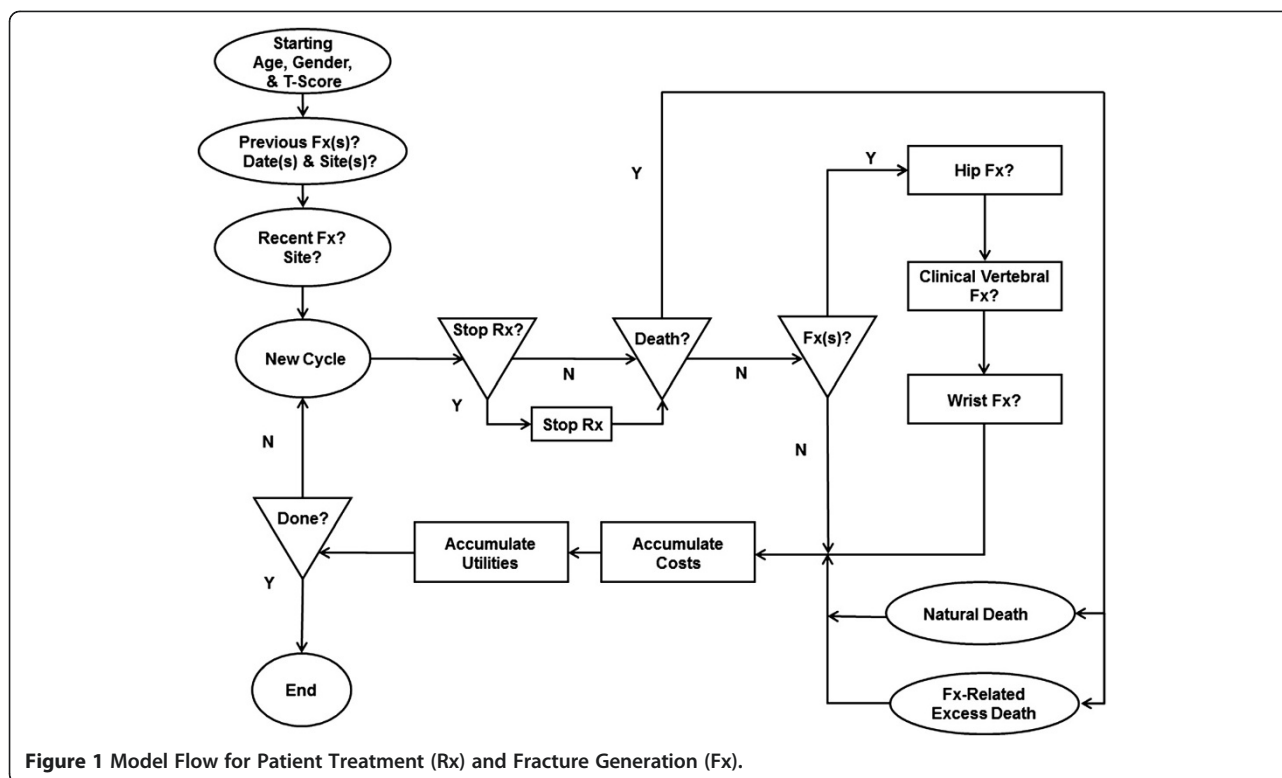 Starting
Age, Gender,
& T-Score
Previous Fx(s)?
Date(s) & Site(s)?
Recent Fx?
Site?
New Cycle
Stop Rx?
N
Y
Stop Rx
Death?
Y
N
Fx(s)?
Y
N
Hip Fx?
Clinical Vertebral
Fx?
Wrist Fx?
Natural Death
Fx-Related
Excess Death
Accumulate
Costs
Accumulate
Utilities
Done?
N
Y
End
Figure 1 Model Flow for Patient Treatment (Rx) and Fracture Generation (Fx).